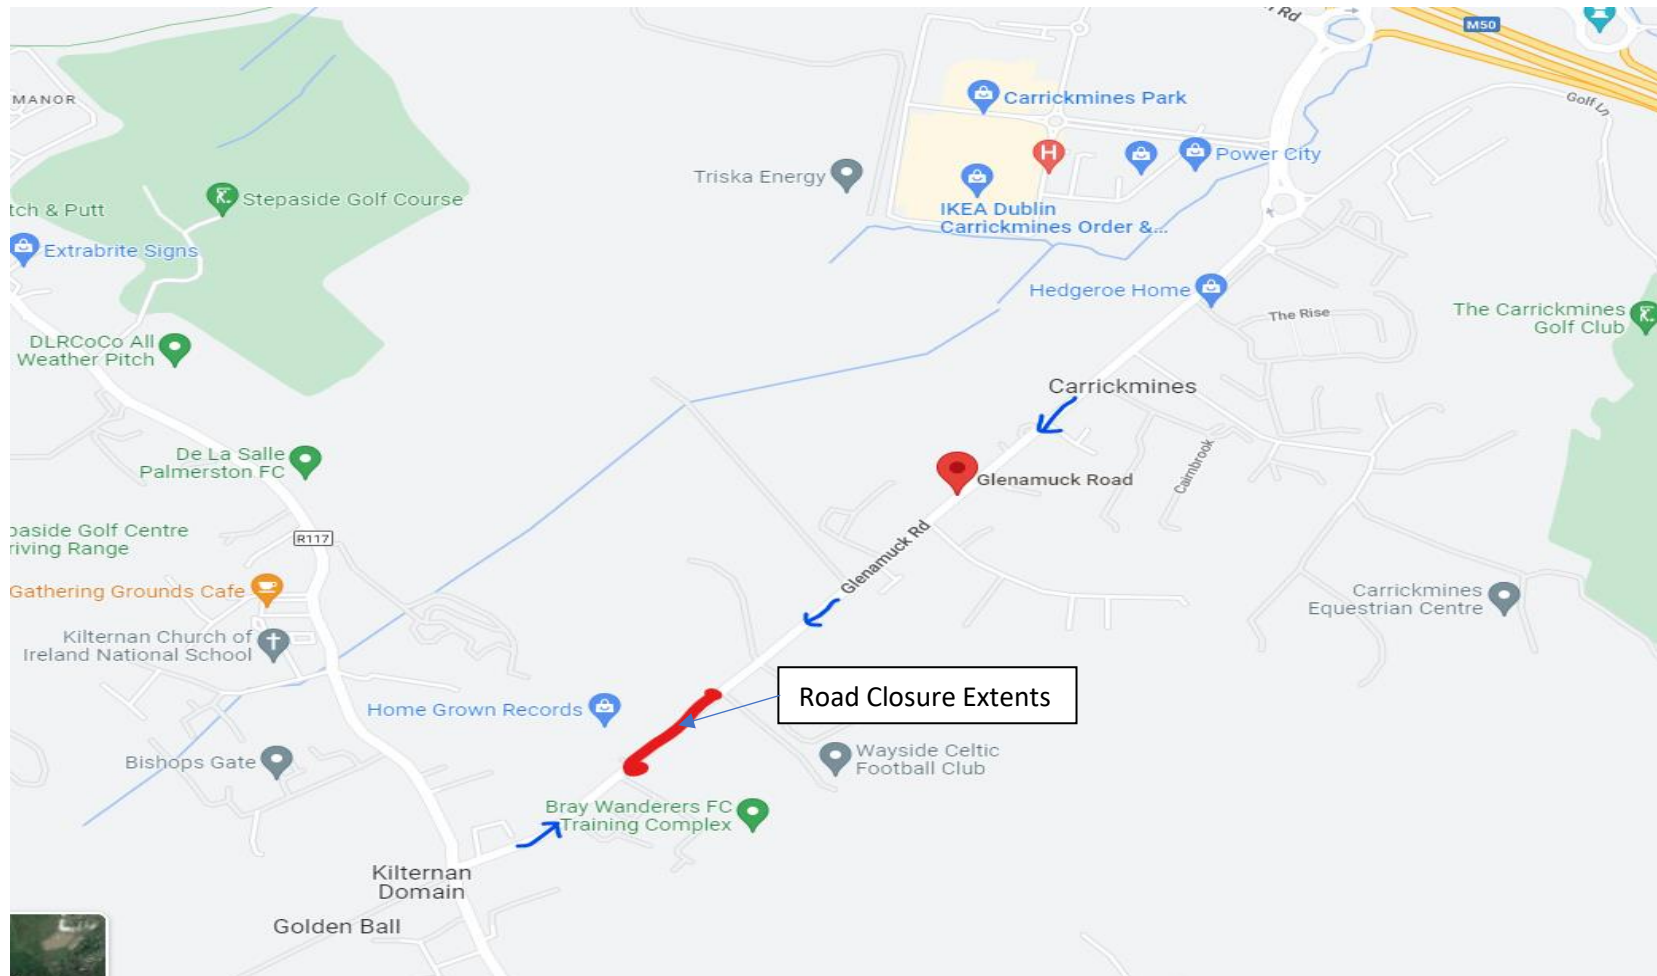 n Rd
M50
MANOR
Carrickmines Park
Golf Ln
H
Power City
Triska Energy
Stepaside Golf Course
IKEA Dublin
Carrickmines Order &...
tch & Putt
Extrabrite Signs
Hedgeroe Home
The Rise
The Carrickmines
Golf Club
DLRCoCo All
Weather Pitch
Carrickmines
De La Salle
Palmerston FC
Cairnbrook
Glenamuck Road
paside Golf Centre
riving Range
R117
Glenamuck Rd
Gathering Grounds Cafe
Carrickmines
Equestrian Centre
Kilternan Church of
Ireland National School
Road Closure Extents
Home Grown Records
Bishops Gate
Wayside Celtic
Football Club
Bray Wanderers FC
Training Complex
Kilternan
Domain
Golden Ball